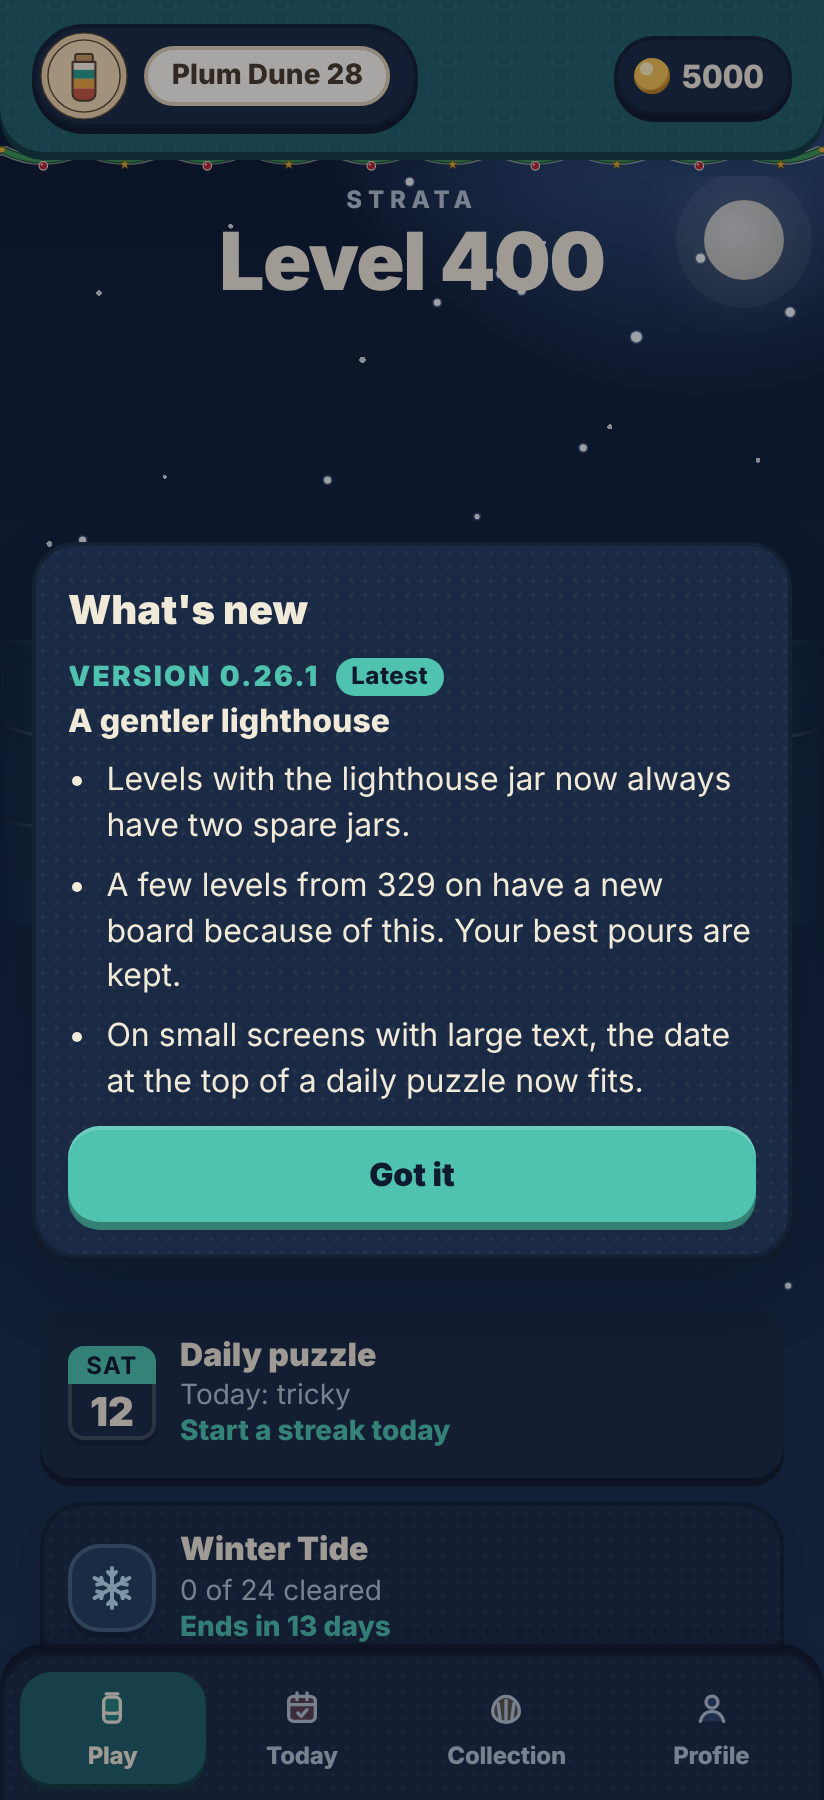 Plum Dune 28
5000
STRATA
Level 400
What's new
VERSION 0.26.1 Latest
A gentler lighthouse
• Levels with the lighthouse jar now always
have two spare jars.
• A few levels from 329 on have a new
board because of this. Your best pours are
kept.
• On small screens with large text, the date
at the top of a daily puzzle now fits.
Got it
SAT
12
Daily puzzle
Today: tricky
Start a streak today
Winter Tide
0 of 24 cleared
Ends in 13 days
Play
Today
Collection
Profile